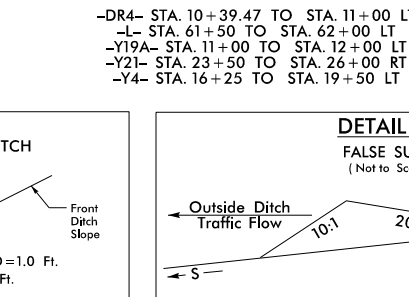 -DR4- STA. 10+39.47 TO STA. 11+00 LT
-L- STA. 61+50 TO STA. 62+00 LT
-Y19A- STA. 11+00 TO STA. 12+00 LT
-Y21- STA. 23+50 TO STA. 26+00 RT
-Y4- STA. 16+25 TO STA. 19+50 LT
TCH
Front
Ditch
Slope
=1.0 Ft.
Ft.
DETAIL
FALSE SU
( Not to Sc
Outside Ditch
Traffic Flow
10:1
20
S